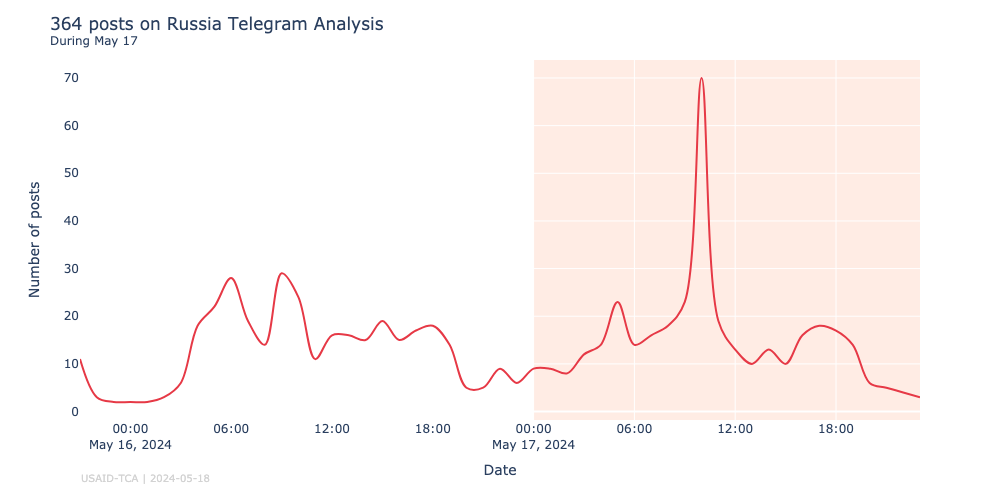 364 posts on Russia Telegram Analysis
During May 17
Number of posts
70
60
50
40
30
20
10
0
00:00 06:00 12:00 18:00 00:00 06:00 12:00 18:00
May 16, 2024 May 17, 2024
Date
USAID-TCA | 2024-05-18